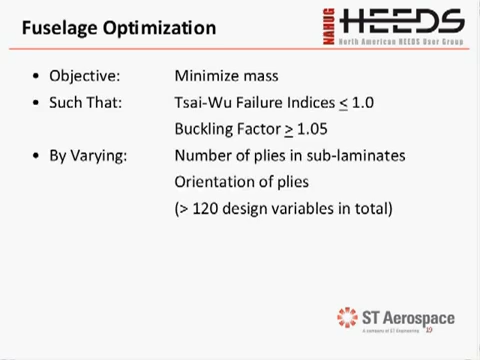 Fuselage Optimization
NAHUG
HEEDS
North American HEEDS User Group
• Objective: Minimize mass
• Such That: Tsai-Wu Failure Indices ≤ 1.0
Buckling Factor ≥ 1.05
• By Varying: Number of plies in sub-laminates
Orientation of plies
(> 120 design variables in total)
ST Aerospace
A company of ST Engineering
19